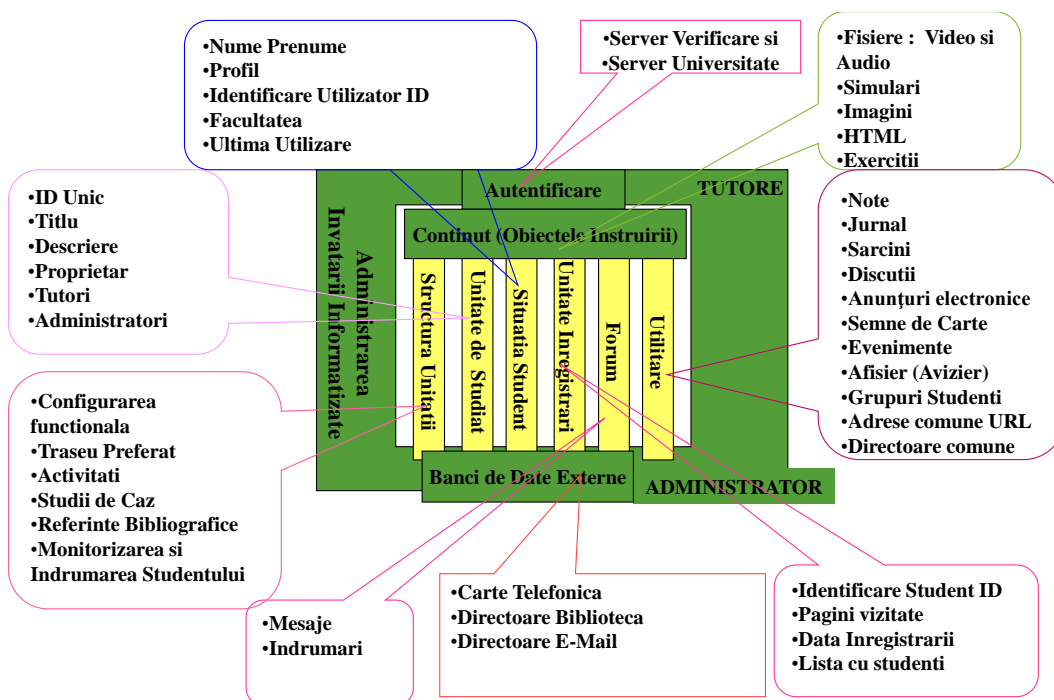 •Nume Prenume
•Profil
•Identificare Utilizator ID
•Facultatea
•Ultima Utilizare
•Server Verificare si
•Server Universitate
•Fisiere : Video si
Audio
•Simulari
•Imagini
•HTML
•Exercitii
•ID Unic
•Titlu
•Descriere
•Proprietar
•Tutori
•Administratori
Autentificare
TUTORE
Continut (Obiectele Instruirii)
Administrarea
Invatarii Informatizate
Structura
Unitatii
Unitate de
Studiat
Situatia Student
Unitate Inregistrari
Forum
Utilitare
•Note
•Jurnal
•Sarcini
•Discutii
•Anunţuri electronice
•Semne de Carte
•Evenimente
•Afisier (Avizier)
•Grupuri Studenti
•Adrese comune URL
•Directoare comune
•Configurarea
functionala
•Traseu Preferat
•Activitati
•Studii de Caz
•Referinte Bibliografice
•Monitorizarea si
Indrumarea Studentului
Banci de Date Externe
ADMINISTRATOR
•Mesaje
•Indrumari
•Carte Telefonica
•Directoare Biblioteca
•Directoare E-Mail
•Identificare Student ID
•Pagini vizitate
•Data Inregistrarii
•Lista cu studenti